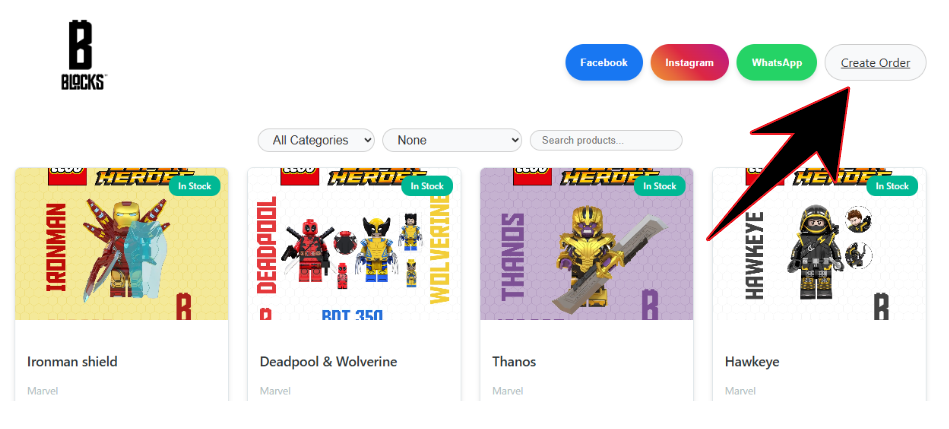 B
BLOCKS™
Facebook
Instagram
WhatsApp
Create Order
All Categories
None
Search products...
LEGO
HEROES
In Stock
IRONMAN
B
LEGO
HEROES
In Stock
DEADPOOL
WOLVERINE
B
BDT 350
LEGO
HEROES
In Stock
THANOS
B
LEGO
HEROES
In Stock
HAWKEYE
B
Ironman shield
Marvel
Deadpool & Wolverine
Marvel
Thanos
Marvel
Hawkeye
Marvel